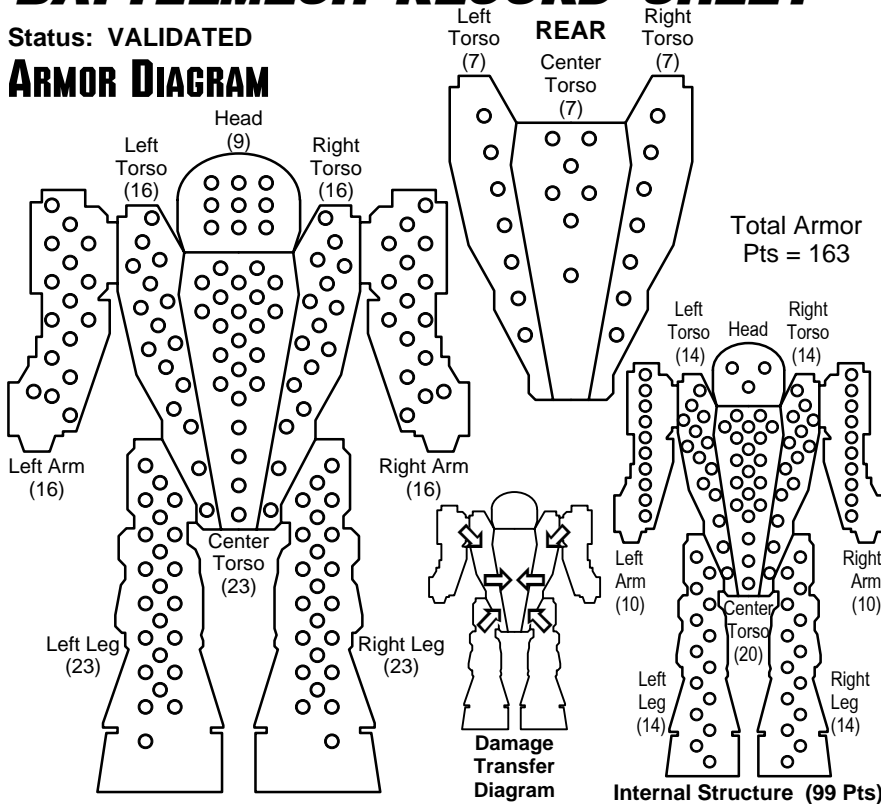 BATTLEMECH RECORD SHEET
Status: VALIDATED
ARMOR DIAGRAM
Head
(9)
Left
Torso
(16)
Right
Torso
(16)
Left Arm
(16)
Right Arm
(16)
Center
Torso
(23)
Left Leg
(23)
Right Leg
(23)
Left
Torso
(7)
REAR
Right
Torso
(7)
Center
Torso
(7)
Total Armor
Pts = 163
Left
Torso
(14)
Head
Right
Torso
(14)
Left
Arm
(10)
Right
Arm
(10)
Center
Torso
(20)
Left
Leg
(14)
Right
Leg
(14)
Damage
Transfer
Diagram
Internal Structure (99 Pts)